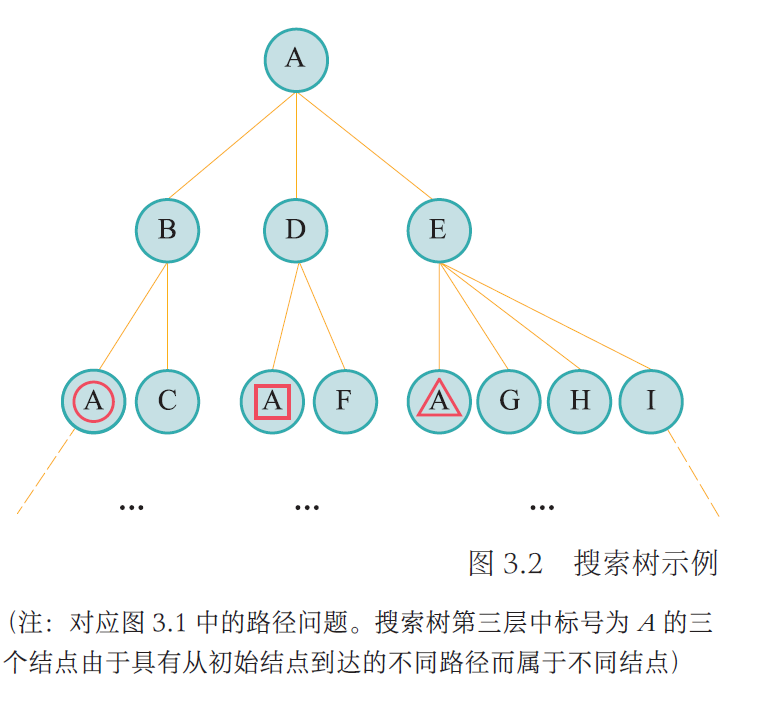 A
B D E
A C A F A G H I
... ... ...
图 3.2 搜索树示例
(注：对应图 3.1 中的路径问题。搜索树第三层中标号为 A 的三
个结点由于具有从初始结点到达的不同路径而属于不同结点)